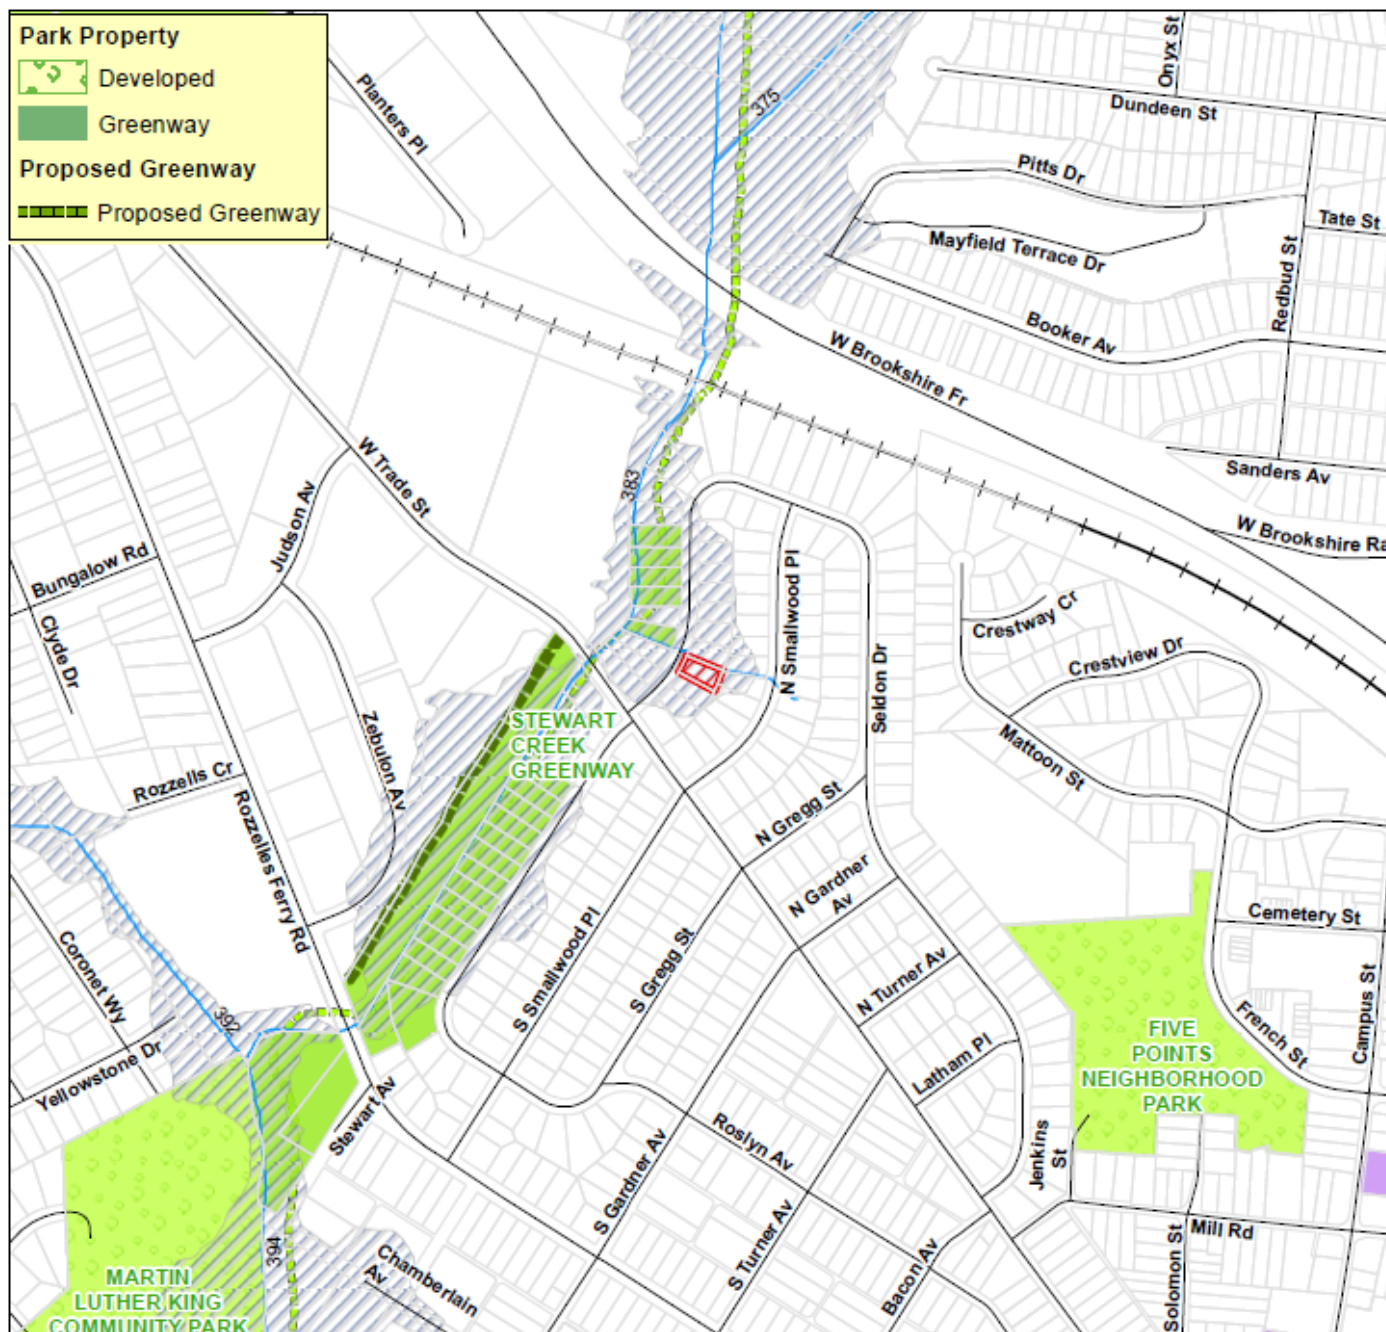 Park Property
Developed
Greenway
Proposed Greenway
Proposed Greenway
Planters Pl
375
Onyx St
Dundeen St
Pitts Dr
Tate St
Mayfield Terrace Dr
Redbud St
Booker Av
W Brookshire Fr
Sanders Av
W Brookshire Ra
W Trade St
383
Judson Av
Bungalow Rd
Clyde Dr
N Smallwood Pl
Seldon Dr
Crestway Cr
Crestview Dr
Mattoon St
STEWART
CREEK
GREENWAY
Zebulon Av
Rozzells Cr
Rozzelles Ferry Rd
N Gregg St
N Gardner
Av
Cemetery St
Coronet Wy
S Smallwood Pl
S Gregg St
N Turner Av
392
Yellowstone Dr
Latham Pl
FIVE
POINTS
NEIGHBORHOOD
PARK
French St
Campus St
Stewart Av
Roslyn Av
S Gardner Av
Jenkins
St
S Turner Av
Bacon Av
Mill Rd
Solomon St
394
Chamberlain
Av
MARTIN
LUTHER KING
COMMUNITY PARK